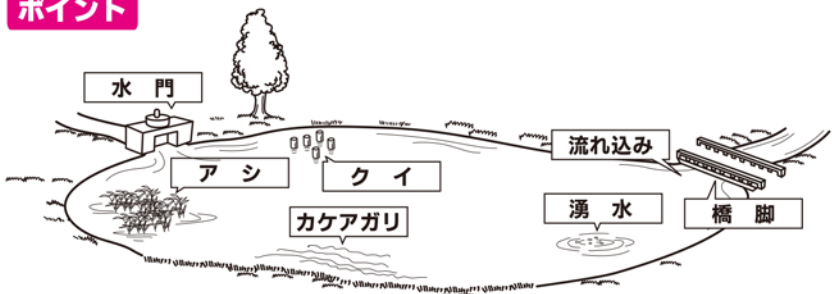 ポイント
水 門
ア シ
ク イ
カケアガリ
流れ込み
湧 水
橋 脚